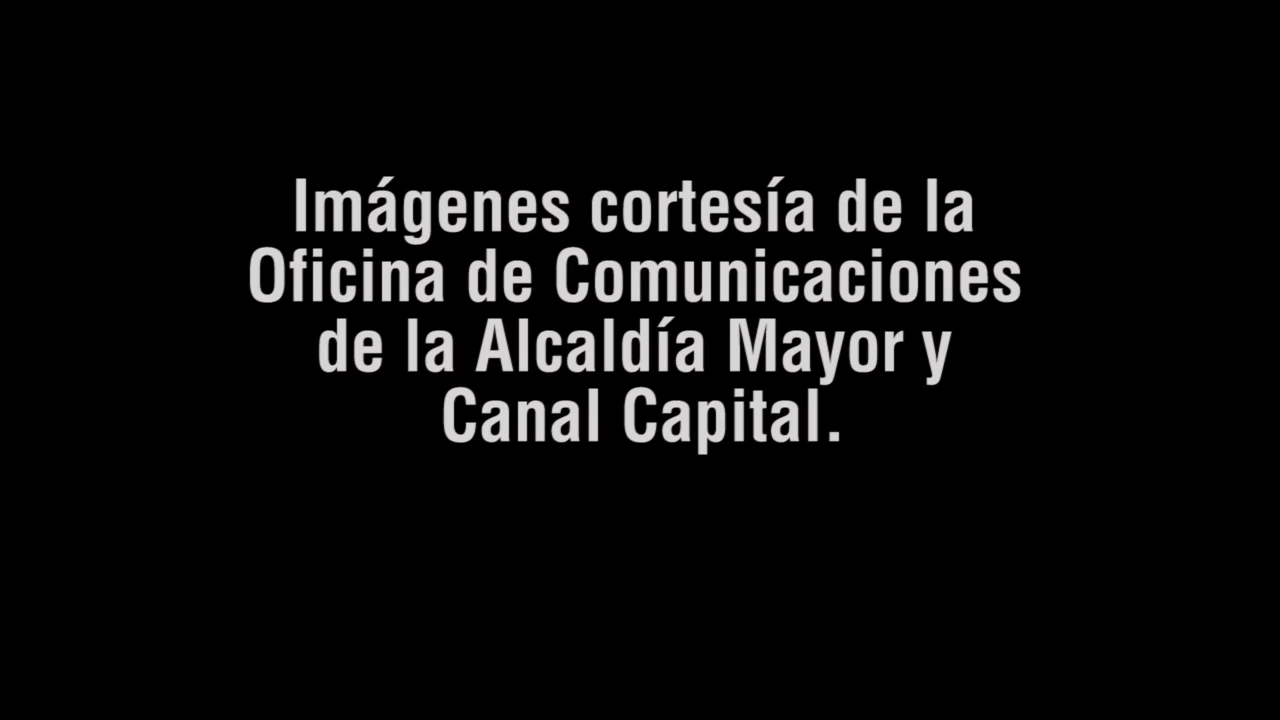 Imágenes cortesía de la
Oficina de Comunicaciones
de la Alcaldía Mayor y
Canal Capital.